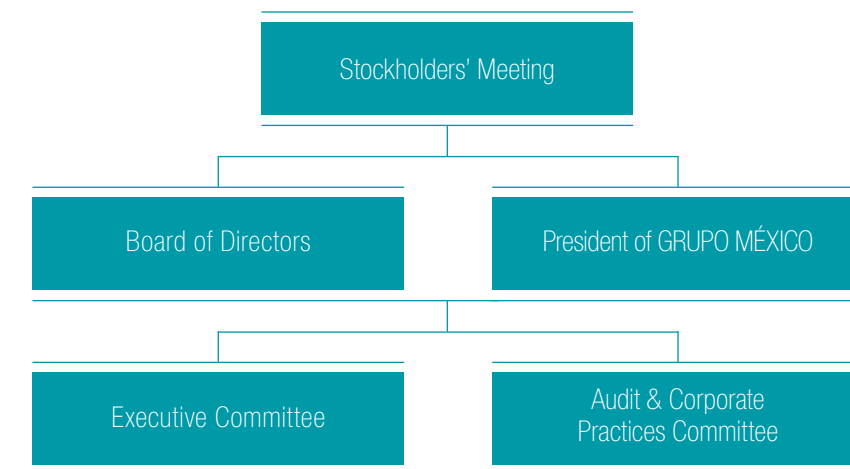 Stockholders’ Meeting
Board of Directors
President of GRUPO MÉXICO
Executive Committee
Audit & Corporate
Practices Committee